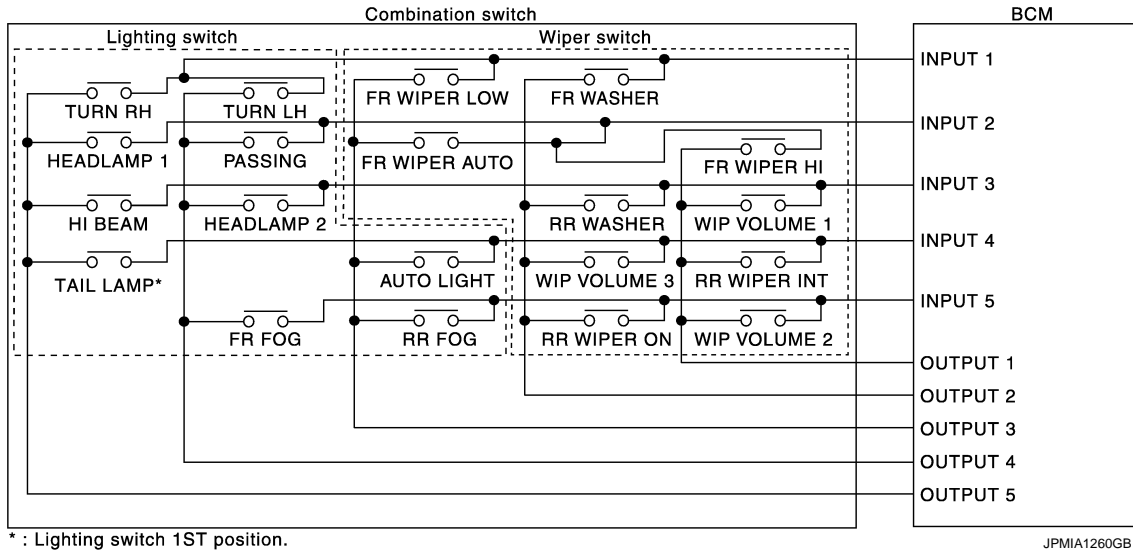 Combination switch
BCM
Lighting switch
Wiper switch
INPUT 1
TURN RH
TURN LH
FR WIPER LOW
FR WASHER
INPUT 2
HEADLAMP 1
PASSING
FR WIPER AUTO
FR WIPER HI
INPUT 3
HI BEAM
HEADLAMP 2
RR WASHER
WIP VOLUME 1
INPUT 4
TAIL LAMP*
AUTO LIGHT
WIP VOLUME 3
RR WIPER INT
INPUT 5
FR FOG
RR FOG
RR WIPER ON
WIP VOLUME 2
OUTPUT 1
OUTPUT 2
OUTPUT 3
OUTPUT 4
OUTPUT 5
* : Lighting switch 1ST position.
JPMIA1260GB